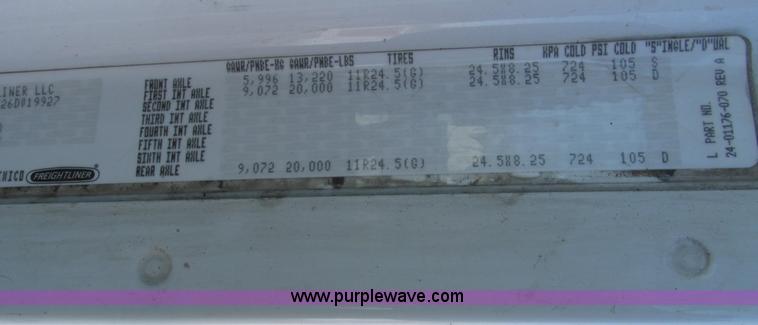 GAWR/PNBE-KG GAWR/PNBE-LBS TIRES RIMS KPA COLD PSI COLD "S"INGLE/"D"UAL
FRONT AXLE 5,996 13,220 11R24.5(G) 24.5X8.25 724 105 S
FIRST INT AXLE 9,072 20,000 11R24.5(G) 24.5X8.25 724 105 D
SECOND INT AXLE
THIRD INT AXLE
FOURTH INT AXLE
FIFTH INT AXLE
SIXTH INT AXLE
REAR AXLE 9,072 20,000 11R24.5(G) 24.5X8.25 724 105 D
LINER LLC
26D019927
XICO FREIGHTLINER
L PART NO.
24-01176-070 REV A
www.purplewave.com